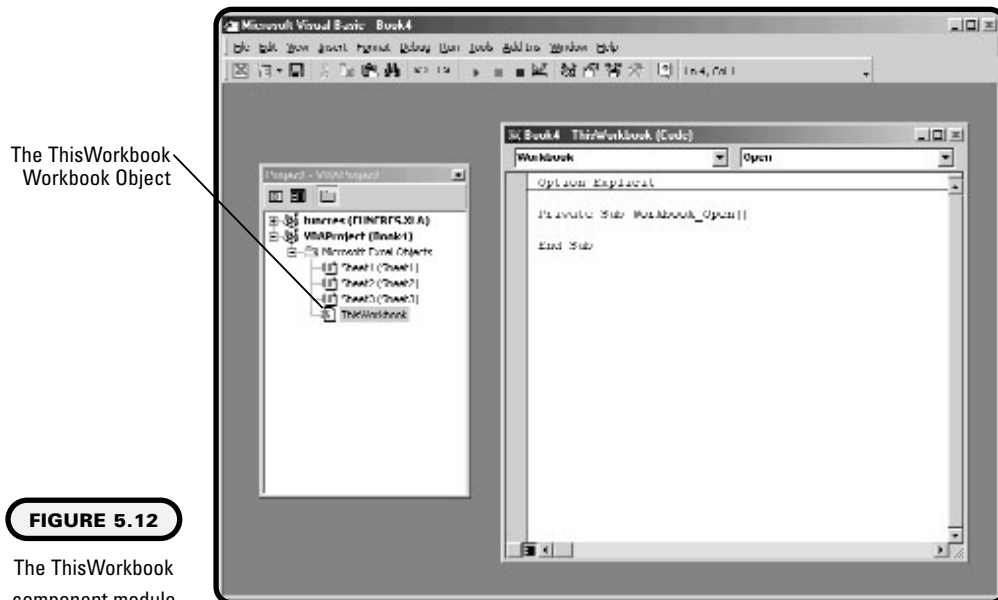 Microsoft Visual Basic - Book4
File Edit View Insert Format Debug Run Tools Add-Ins Window Help
Ln 4, Col 1
Book4 - ThisWorkbook (Code)
Workbook
Open
Option Explicit
Private Sub Workbook_Open()
End Sub
The ThisWorkbook
Workbook Object
Project - VBAProject
funcres (FUNCRES.XLA)
VBAProject (Book4)
Microsoft Excel Objects
Sheet1 (Sheet1)
Sheet2 (Sheet2)
Sheet3 (Sheet3)
ThisWorkbook
FIGURE 5.12
The ThisWorkbook
component module